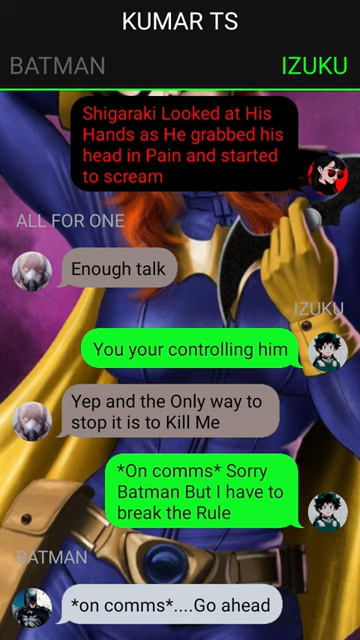 KUMAR TS
BATMAN
IZUKU
Shigaraki Looked at His
Hands as He grabbed his
head in Pain and started
to scream
ALL FOR ONE
Enough talk
IZUKU
You your controlling him
Yep and the Only way to
stop it is to Kill Me
*On comms* Sorry
Batman But I have to
break the Rule
BATMAN
*on comms*....Go ahead